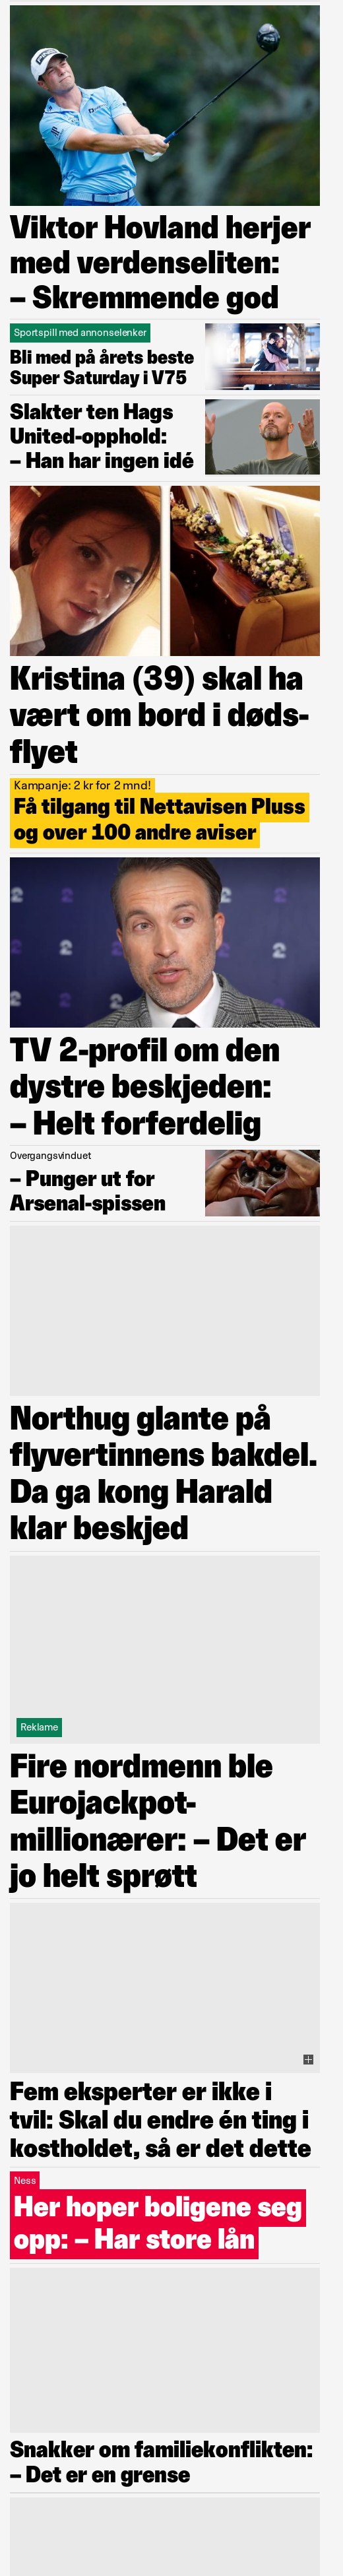 PING
Viktor Hovland herjer
med verdenseliten:
– Skremmende god
Sportspill med annonselenker
Bli med på årets beste
Super Saturday i V75
Slakter ten Hags
United-opphold:
– Han har ingen idé
Kristina (39) skal ha
vært om bord i døds-
flyet
Kampanje: 2 kr for 2 mnd!
Få tilgang til Nettavisen Pluss
og over 100 andre aviser
2
TV 2-profil om den
dystre beskjeden:
– Helt forferdelig
Overgangsvinduet
– Punger ut for
Arsenal-spissen
Northug glante på
flyvertinnens bakdel.
Da ga kong Harald
klar beskjed
Reklame
Fire nordmenn ble
Eurojackpot-
millionærer: – Det er
jo helt sprøtt
Fem eksperter er ikke i
tvil: Skal du endre én ting i
kostholdet, så er det dette
Ness
Her hoper boligene seg
opp: – Har store lån
Snakker om familiekonflikten:
– Det er en grense